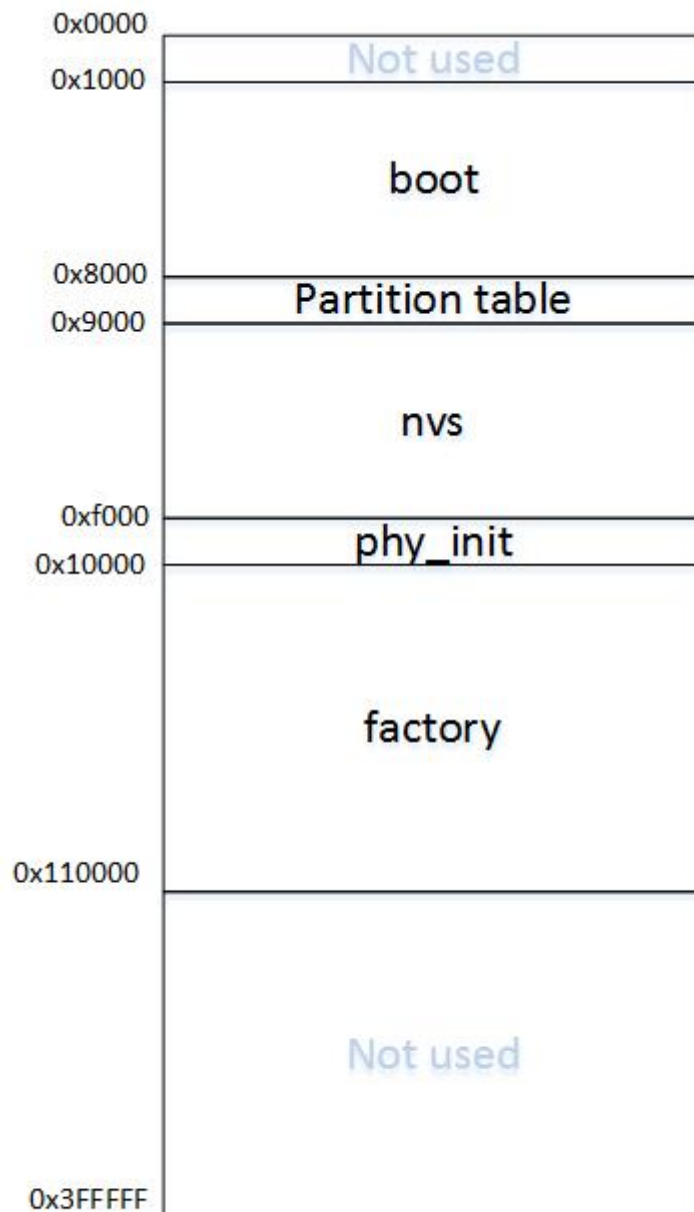 0x0000
Not used
0x1000
boot
0x8000
Partition table
0x9000
nvs
0xf000
phy_init
0x10000
factory
0x110000
Not used
0x3FFFFF